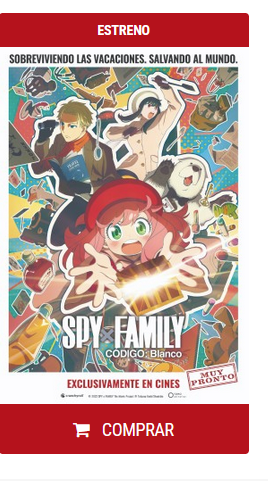 ESTRENO
SOBREVIVIENDO LAS VACACIONES. SALVANDO AL MUNDO.
SPY×FAMILY
CÓDIGO: Blanco
EXCLUSIVAMENTE EN CINES
MUY
PRONTO
COMPRAR